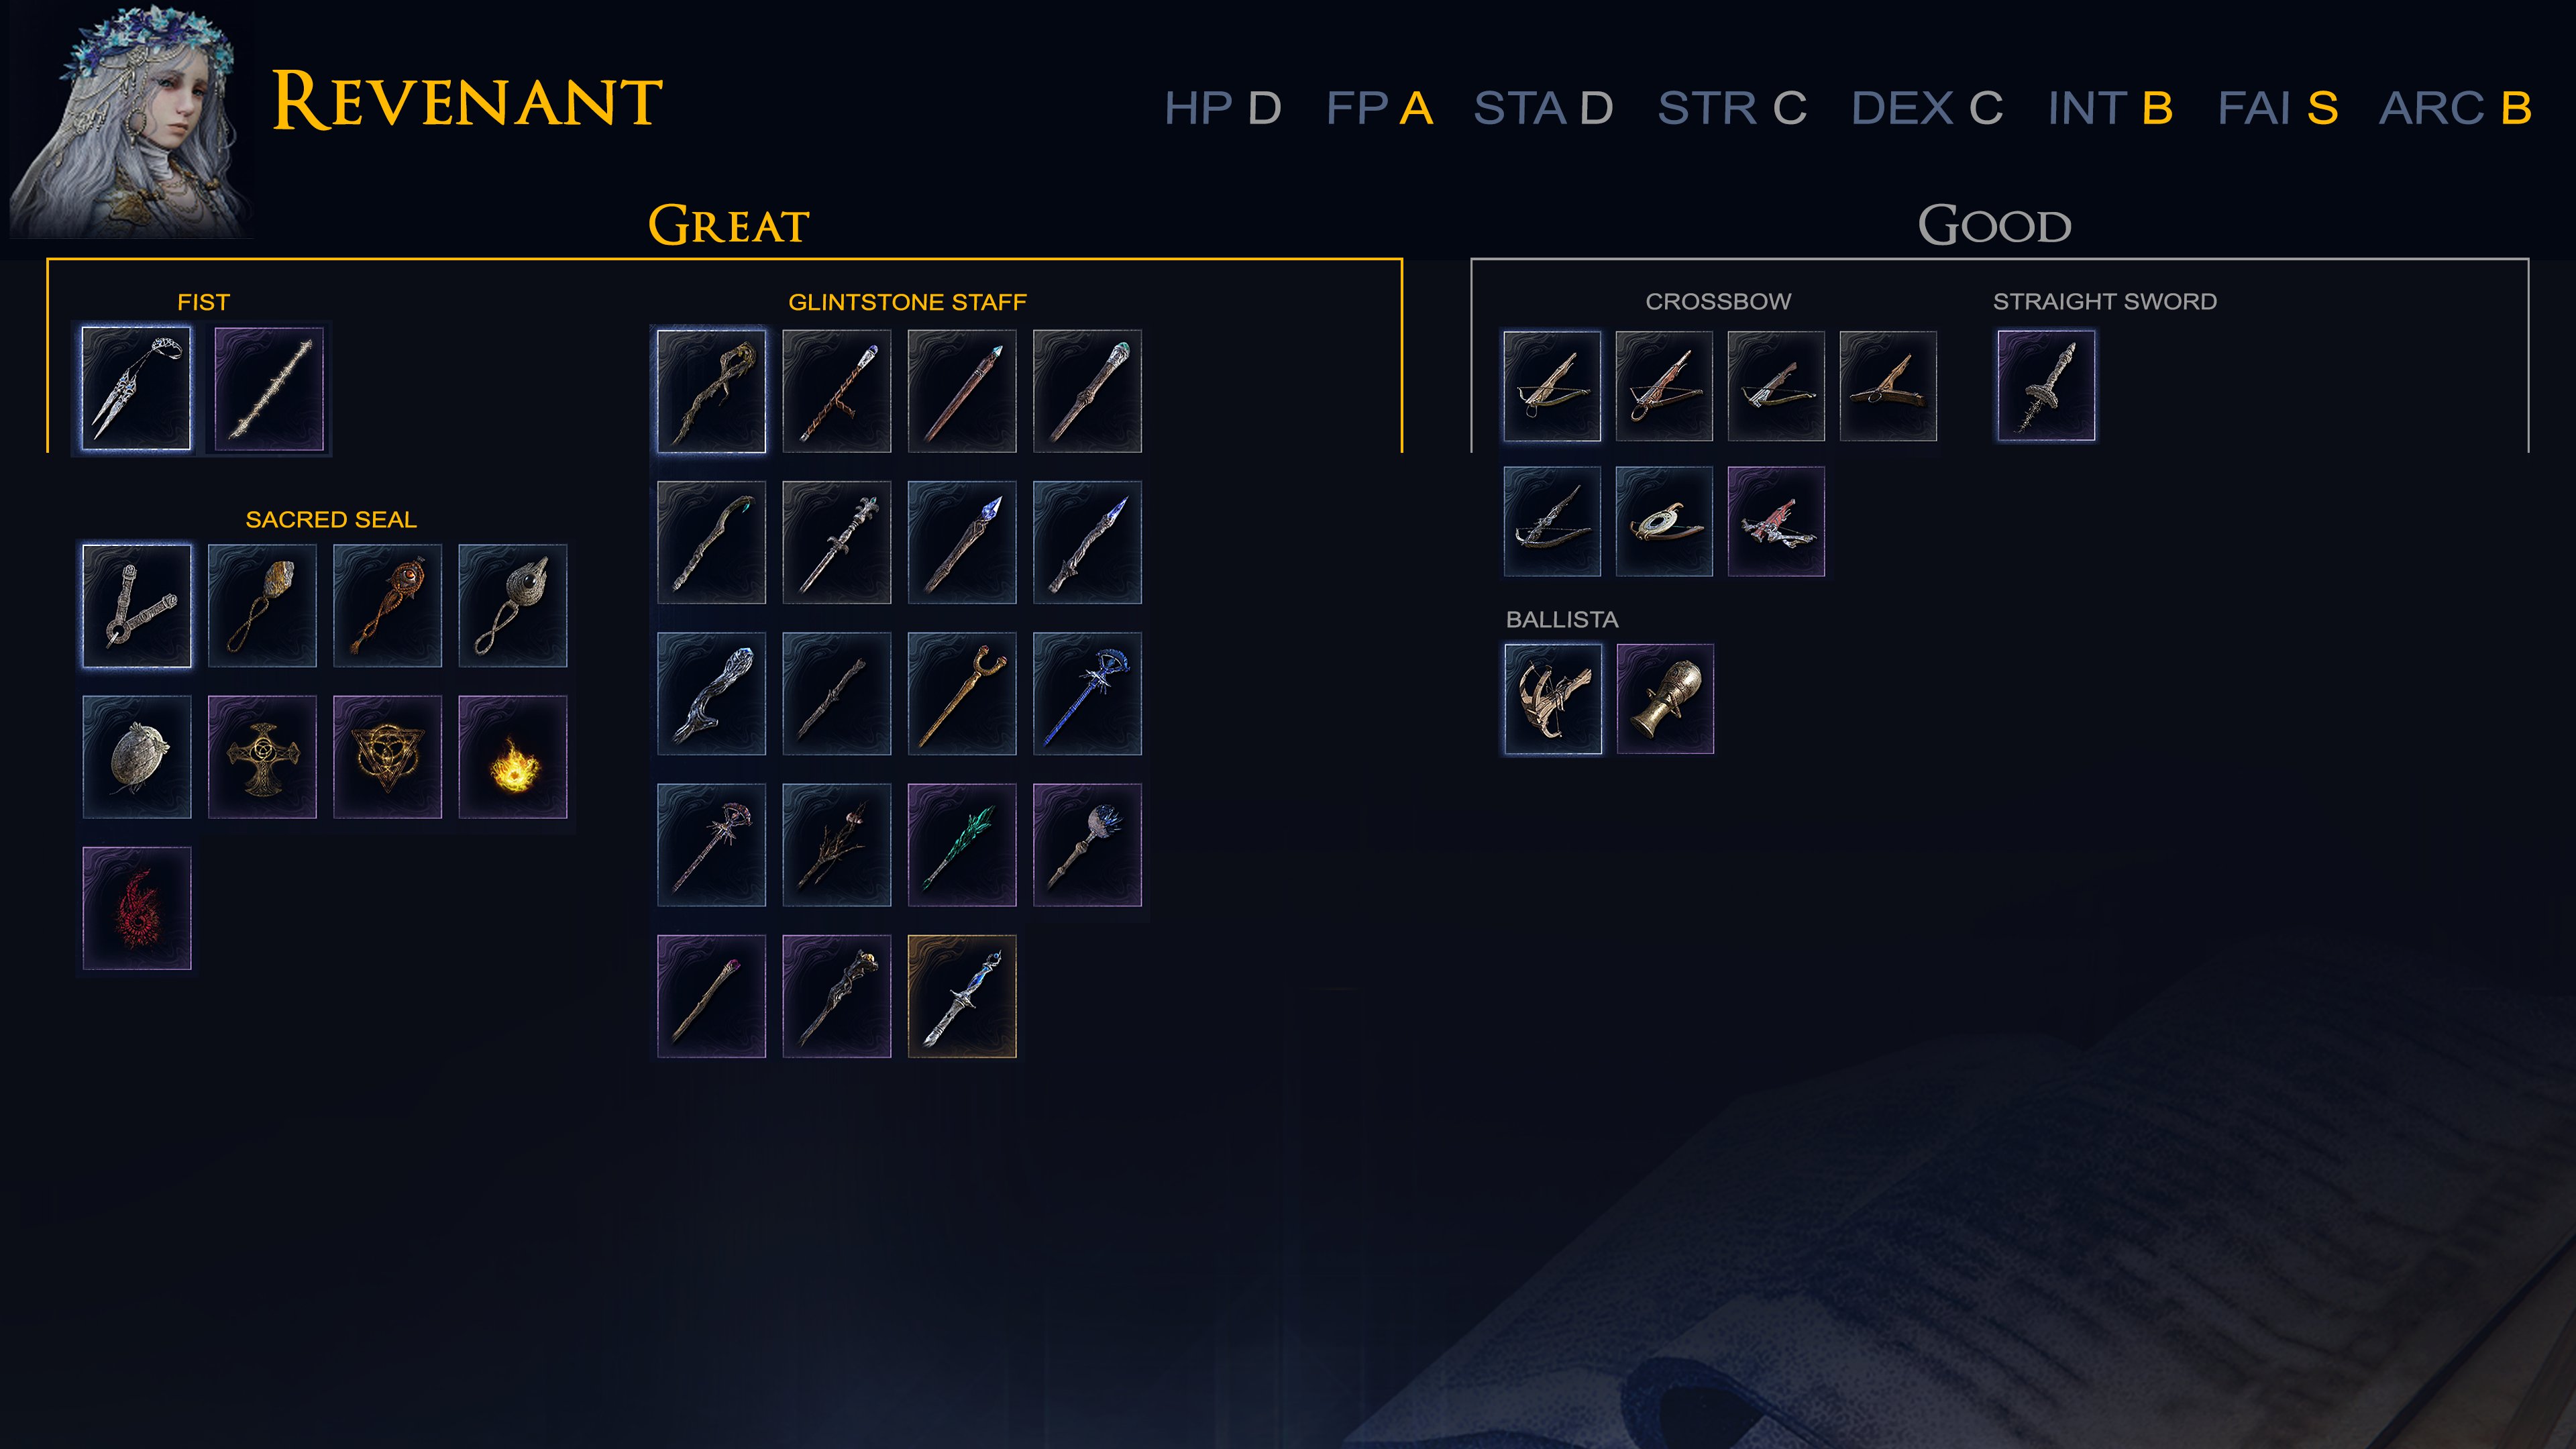 REVENANT
HP D FP A STA D STR C DEX C INT B FAI S ARC B
GREAT
GOOD
FIST
GLINTSTONE STAFF
CROSSBOW
STRAIGHT SWORD
SACRED SEAL
BALLISTA